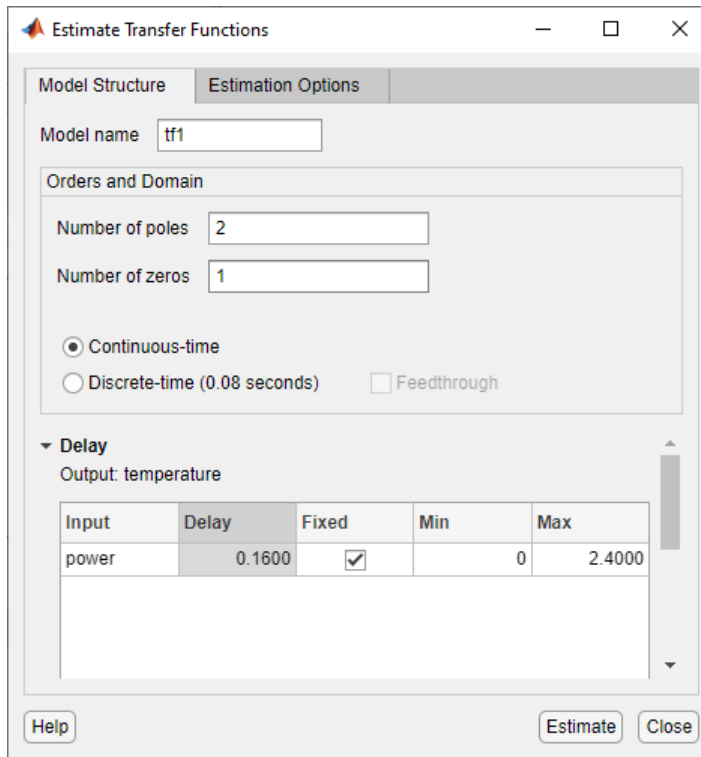 Estimate Transfer Functions
Model Structure Estimation Options
Model name tf1
Orders and Domain
Number of poles 2
Number of zeros 1
Continuous-time
Discrete-time (0.08 seconds) Feedthrough
Delay
Output: temperature
Input Delay Fixed Min Max
power 0.1600 0 2.4000
Help Estimate Close